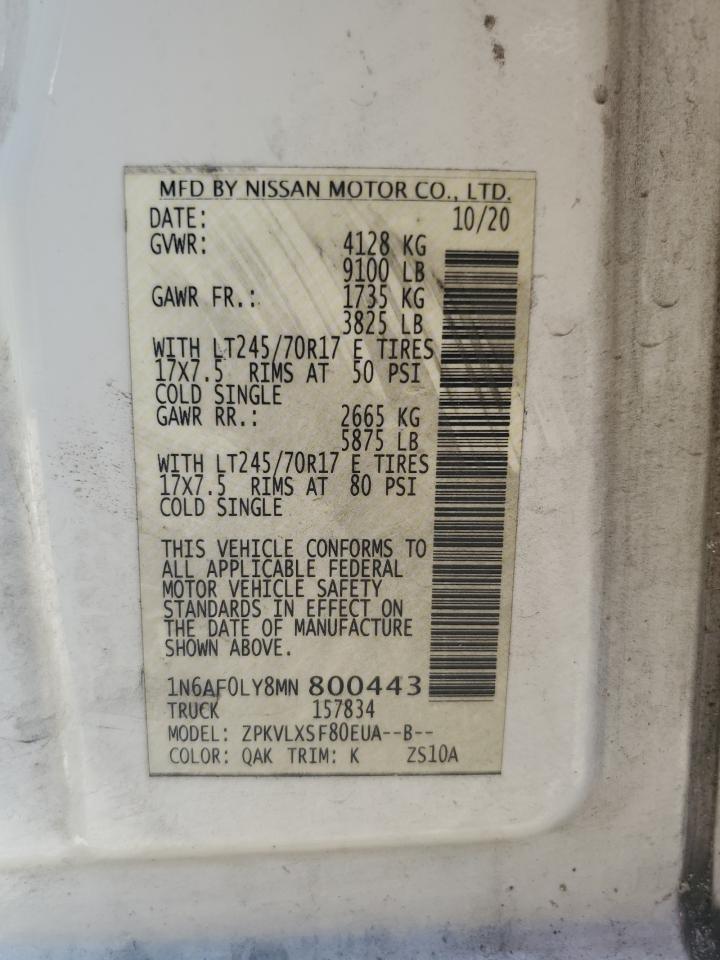 MFD BY NISSAN MOTOR CO., LTD.
DATE: 10/20
GVWR: 4128 KG
9100 LB
GAWR FR.: 1735 KG
3825 LB
WITH LT245/70R17 E TIRES
17X7.5 RIMS AT 50 PSI
COLD SINGLE
GAWR RR.: 2665 KG
5875 LB
WITH LT245/70R17 E TIRES
17X7.5 RIMS AT 80 PSI
COLD SINGLE
THIS VEHICLE CONFORMS TO
ALL APPLICABLE FEDERAL
MOTOR VEHICLE SAFETY
STANDARDS IN EFFECT ON
THE DATE OF MANUFACTURE
SHOWN ABOVE.
1N6AF0LY8MN 800443
TRUCK 157834
MODEL: ZPKVLXSF80EUA--B--
COLOR: QAK TRIM: K ZS10A